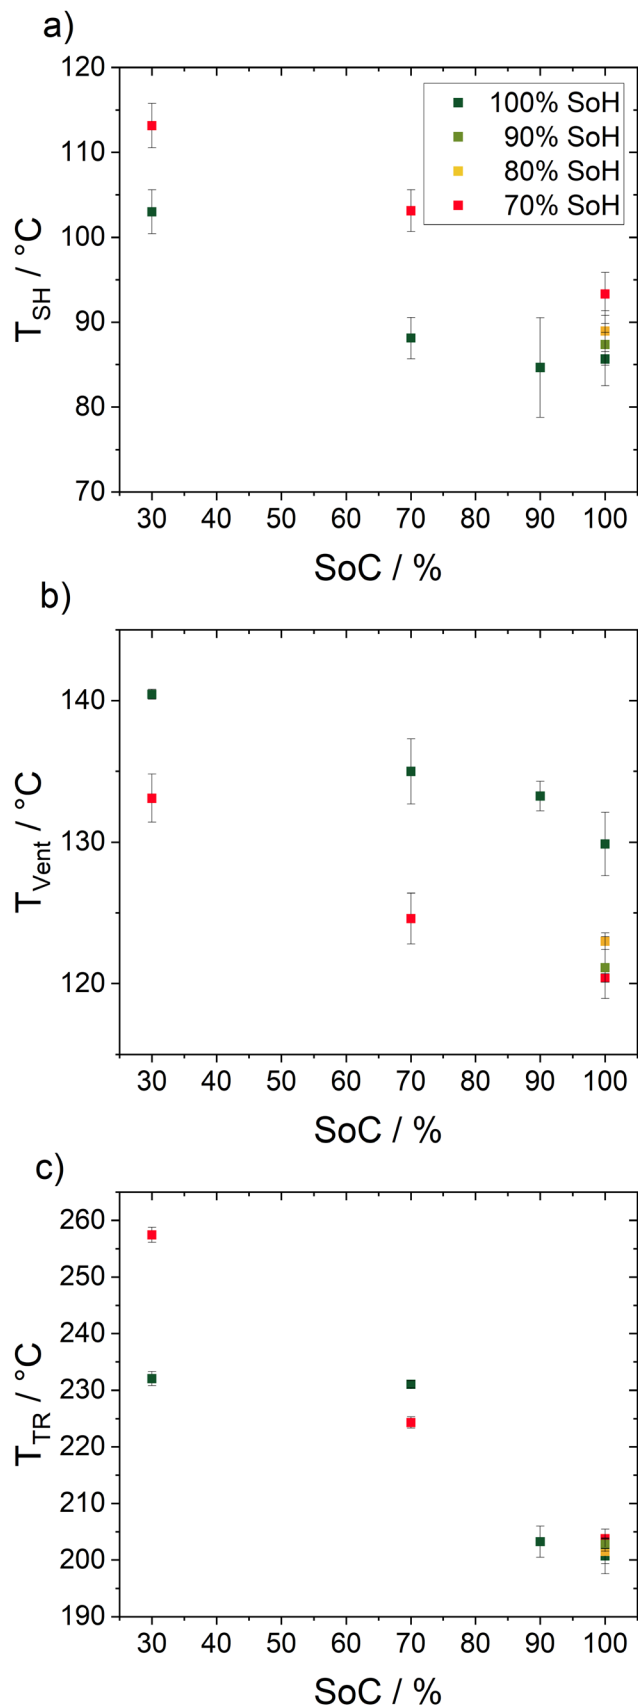 a)
120
110
100
90
80
70
T_SH / °C
100% SoH
90% SoH
80% SoH
70% SoH
30 40 50 60 70 80 90 100
SoC / %
b)
140
130
120
T_Vent / °C
30 40 50 60 70 80 90 100
SoC / %
c)
260
250
240
230
220
210
200
190
T_TR / °C
30 40 50 60 70 80 90 100
SoC / %